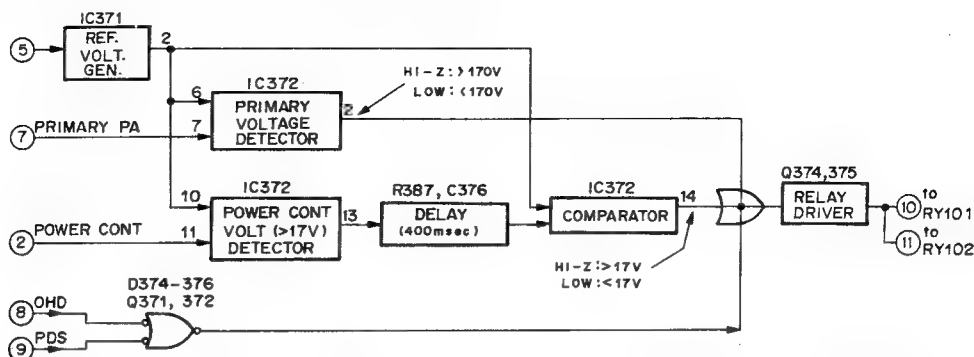 IC371
5
REF.
VOLT.
GEN.
2
HI-Z:>170V
LOW:<170V
IC372
6
PRIMARY
VOLTAGE
DETECTOR
2
7
PRIMARY PA
7
IC372
10
POWER CONT
VOLT (>17V)
DETECTOR
13
2
POWER CONT
11
R387, C376
DELAY
(400msec)
IC372
COMPARATOR
14
HI-Z:>17V
LOW:<17V
Q374,375
RELAY
DRIVER
10
to
RY101
11
to
RY102
D374-376
Q371, 372
8
OHD
9
PDS